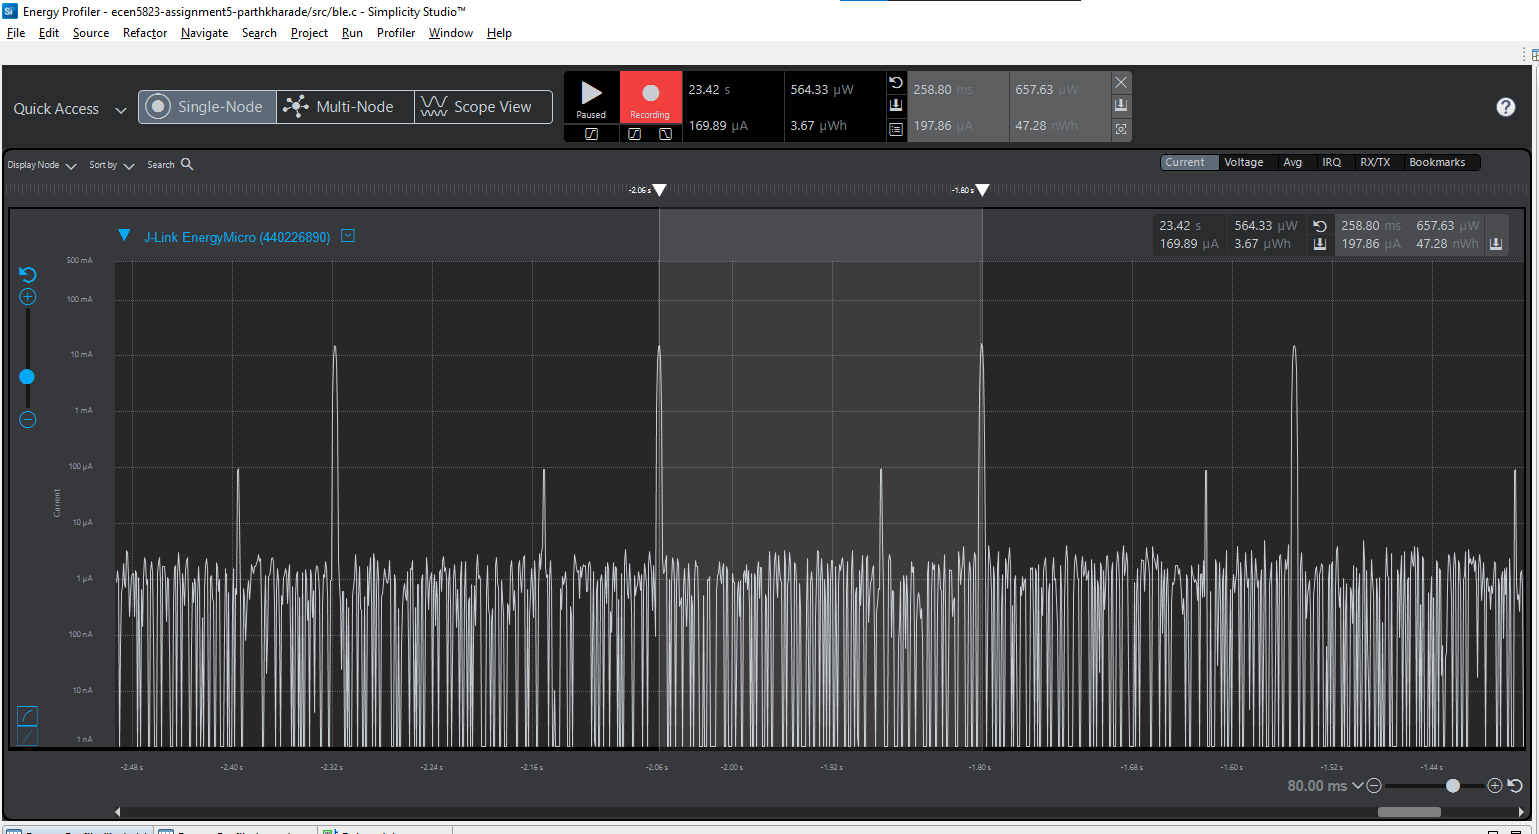 Energy Profiler - ecen5823-assignment5-parthkharade/src/ble.c - Simplicity Studio™
File Edit Source Refactor Navigate Search Project Run Profiler Window Help
Quick Access Single-Node Multi-Node Scope View
Paused Recording
23.42 s 564.33 µW 258.80 ms 657.63 µW
169.89 µA 3.67 µWh 197.86 µA 47.28 nWh
Display Node Sort by Search
Current Voltage Avg IRQ RX/TX Bookmarks
-2.06 s -1.80 s
J-Link EnergyMicro (440226890)
23.42 s 564.33 µW 258.80 ms 657.63 µW
169.89 µA 3.67 µWh 197.86 µA 47.28 nWh
500 mA
100 mA
10 mA
1 mA
100 µA
Current
10 µA
1 µA
100 nA
10 nA
1 nA
-2.48 s -2.40 s -2.32 s -2.24 s -2.16 s -2.06 s -2.00 s -1.92 s -1.80 s -1.68 s -1.60 s -1.52 s -1.44 s
80.00 ms